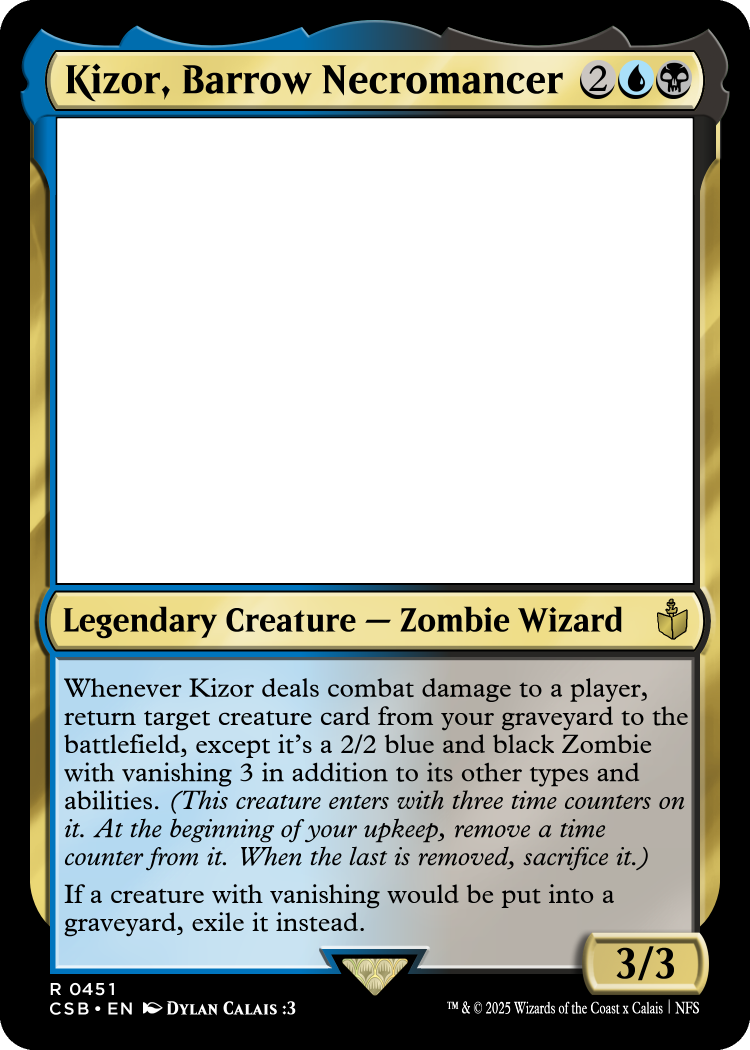 Kizor, Barrow Necromancer 2
Legendary Creature — Zombie Wizard
Whenever Kizor deals combat damage to a player,
return target creature card from your graveyard to the
battlefield, except it's a 2/2 blue and black Zombie
with vanishing 3 in addition to its other types and
abilities. (This creature enters with three time counters on
it. At the beginning of your upkeep, remove a time
counter from it. When the last is removed, sacrifice it.)
If a creature with vanishing would be put into a
graveyard, exile it instead.
3/3
R 0451
CSB • EN Dylan Calais :3
™ & © 2025 Wizards of the Coast x Calais | NFS